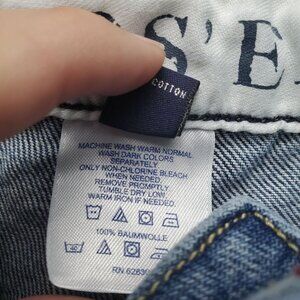 S'E
COTTON
MACHINE WASH WARM NORMAL
WASH DARK COLORS
SEPARATELY
ONLY NON-CHLORINE BLEACH
WHEN NEEDED.
REMOVE PROMPTLY
TUMBLE DRY LOW
WARM IRON IF NEEDED.
100% BAUMWOLLE